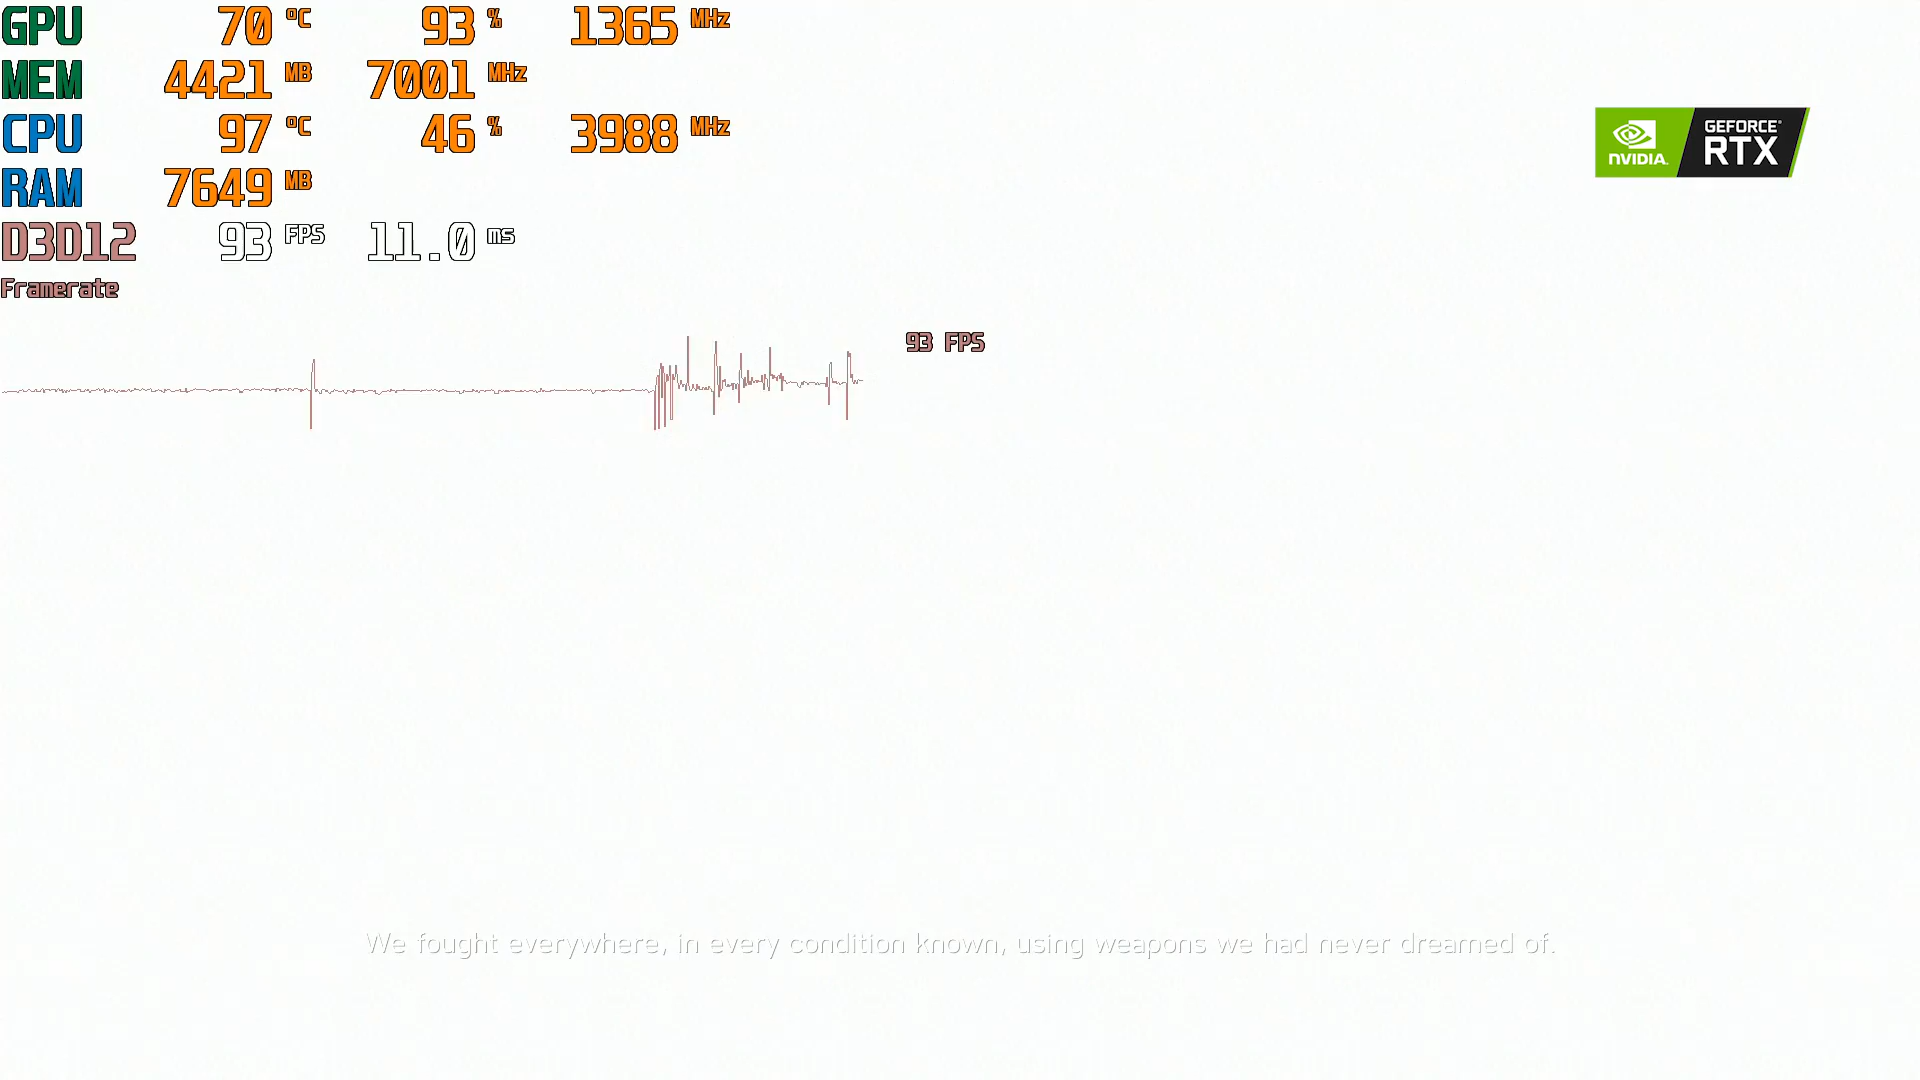 GPU 70 °C 93 % 1365 MHz
MEM 4421 MB 7001 MHz
CPU 97 °C 46 % 3988 MHz
RAM 7649 MB
D3D12 93 FPS 11.0 ms
Framerate
93 FPS
NVIDIA. GEFORCE® RTX
We fought everywhere, in every condition known, using weapons we had never dreamed of.